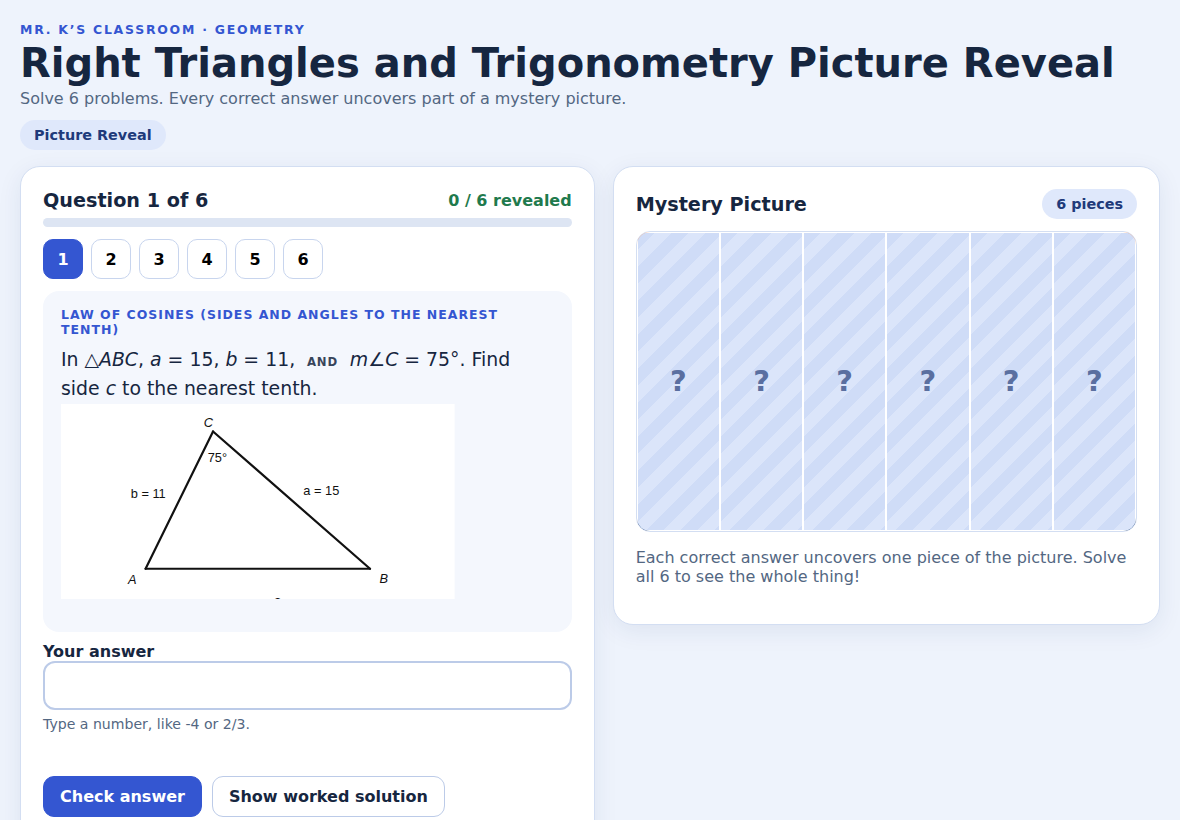 MR. K’S CLASSROOM · GEOMETRY
Right Triangles and Trigonometry Picture Reveal
Solve 6 problems. Every correct answer uncovers part of a mystery picture.
Picture Reveal
Question 1 of 6
0 / 6 revealed
1 2 3 4 5 6
LAW OF COSINES (SIDES AND ANGLES TO THE NEAREST
TENTH)
In △ABC, a = 15, b = 11, AND m∠C = 75°. Find
side c to the nearest tenth.
C
75°
b = 11
a = 15
A
B
Your answer
Type a number, like -4 or 2/3.
Check answer
Show worked solution
Mystery Picture
6 pieces
? ? ? ? ? ?
Each correct answer uncovers one piece of the picture. Solve
all 6 to see the whole thing!